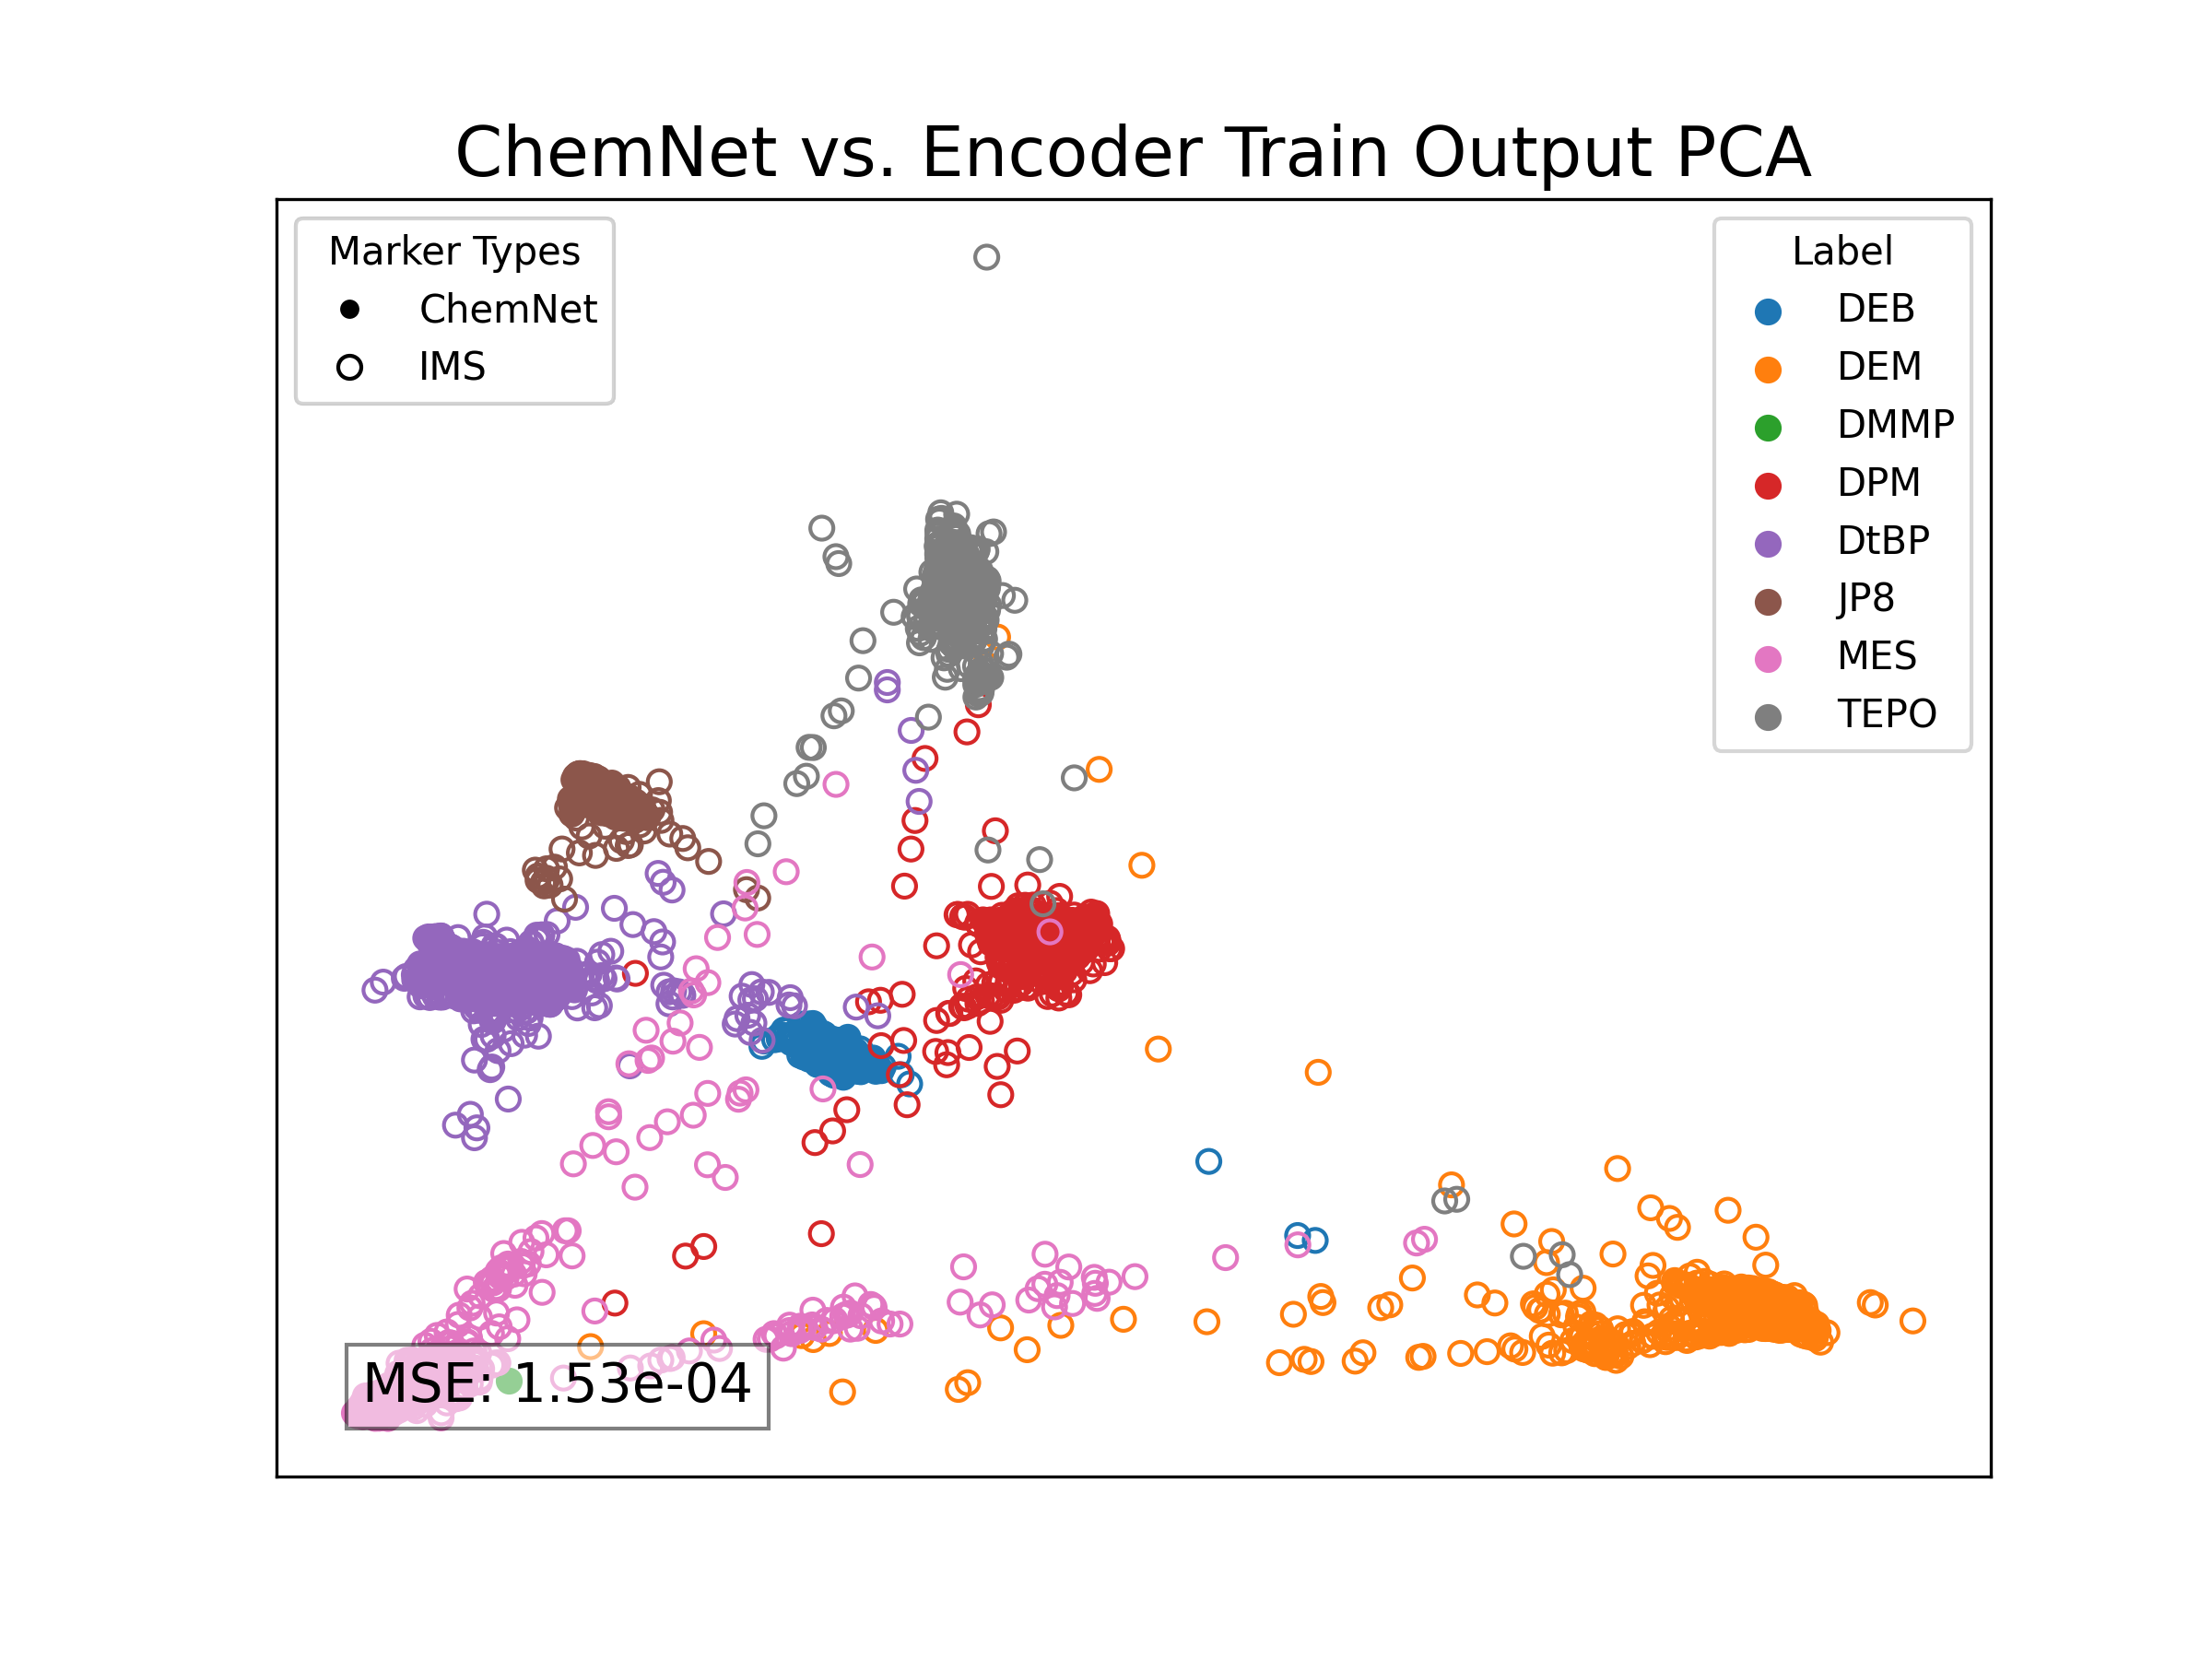 ChemNet vs. Encoder Train Output PCA
Marker Types
ChemNet
IMS
Label
DEB
DEM
DMMP
DPM
DtBP
JP8
MES
TEPO
MSE: 1.53e-04